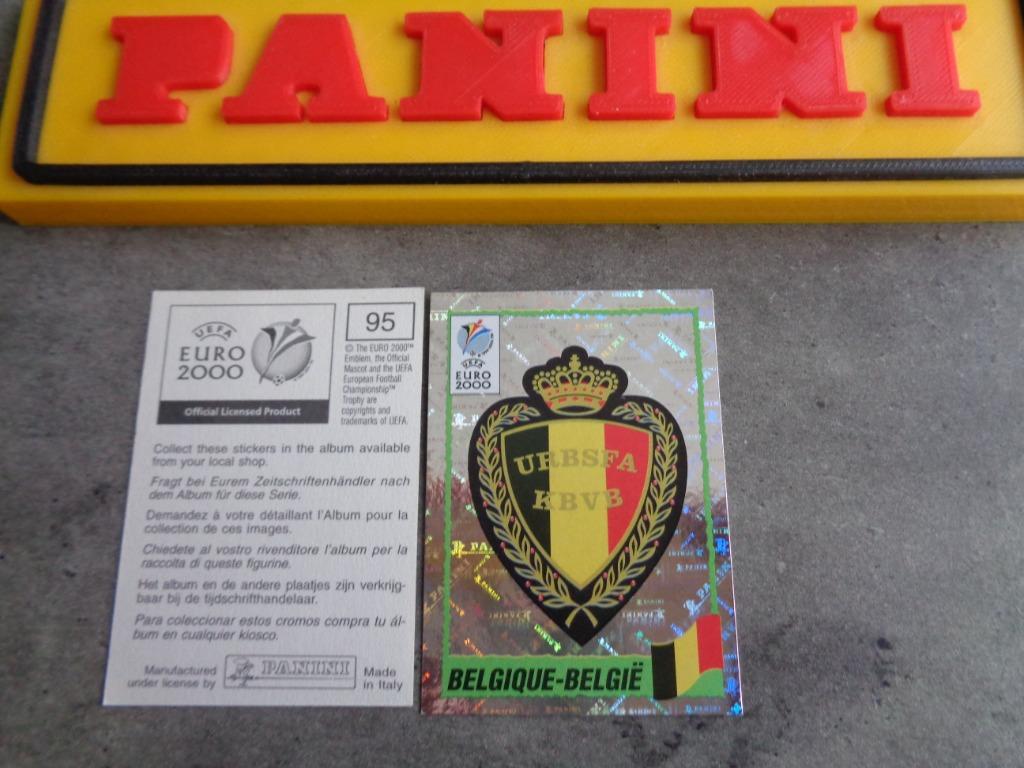 PANINI
UEFA
EURO
2000
Official Licensed Product
95
© The EURO 2000™
Emblem, the Official
Mascot and the UEFA
European Football
Championship™
Trophy are
copyrights and
trademarks of UEFA.
Collect these stickers in the album available
from your local shop.
Fragt bei Eurem Zeitschriftenhändler nach
dem Album für diese Serie.
Demandez à votre détaillant l'Album pour la
collection de ces images.
Chiedete al vostro rivenditore l'album per la
raccolta di queste figurine.
Het album en de andere plaatjes zijn verkrijg-
baar bij de tijdschrifthandelaar.
Para coleccionar estos cromos compra tu ál-
bum en cualquier kiosco.
Manufactured
under license by
PANINI
Made
in Italy
UEFA
EURO
2000
URBSFA
KBVB
BELGIQUE-BELGIË